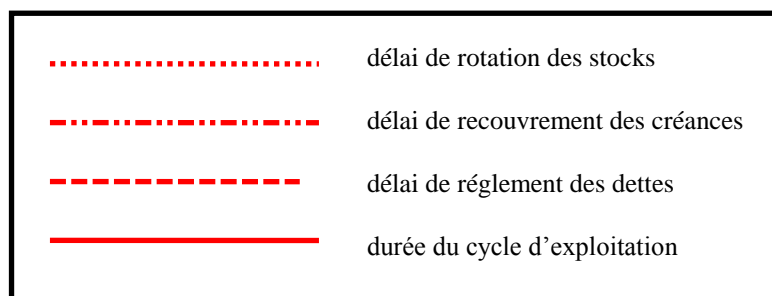 délai de rotation des stocks
délai de recouvrement des créances
délai de réglement des dettes
durée du cycle d’exploitation